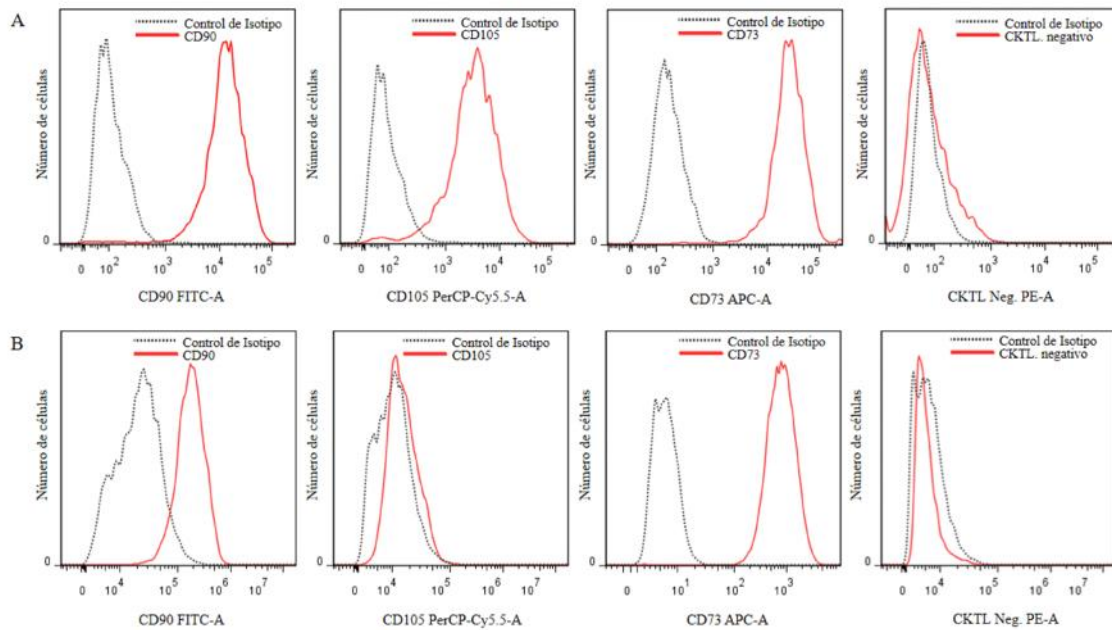 A
Número de células
Control de Isotipo
CD90
0
0 10² 10³ 10⁴ 10⁵
CD90 FITC-A
Número de células
Control de Isotipo
CD105
0
0 10² 10³ 10⁴ 10⁵
CD105 PerCP-Cy5.5-A
Número de células
Control de Isotipo
CD73
0
0 10² 10³ 10⁴ 10⁵
CD73 APC-A
Número de células
Control de Isotipo
CKTL. negativo
0
0 10² 10³ 10⁴ 10⁵
CKTL Neg. PE-A
B
Número de células
Control de Isotipo
CD90
0
0 10⁴ 10⁵ 10⁶ 10⁷
CD90 FITC-A
Número de células
Control de Isotipo
CD105
0
0 10⁴ 10⁵ 10⁶ 10⁷
CD105 PerCP-Cy5.5-A
Número de células
Control de Isotipo
CD73
0
0 10¹ 10² 10³
CD73 APC-A
Número de células
Control de Isotipo
CKTL. negativo
0
0 10⁴ 10⁵ 10⁶ 10⁷
CKTL Neg. PE-A